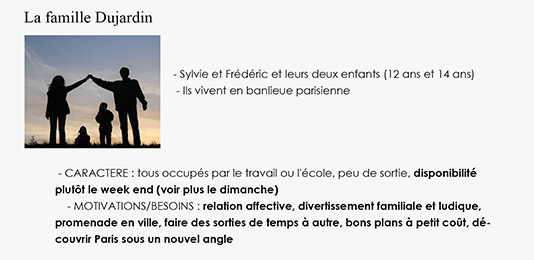 La famille Dujardin
- Sylvie et Frédéric et leurs deux enfants (12 ans et 14 ans)
- Ils vivent en banlieue parisienne
- CARACTERE : tous occupés par le travail ou l'école, peu de sortie, disponibilité
plutôt le week end (voir plus le dimanche)
- MOTIVATIONS/BESOINS : relation affective, divertissement familiale et ludique,
promenade en ville, faire des sorties de temps à autre, bons plans à petit coût, dé-
couvrir Paris sous un nouvel angle